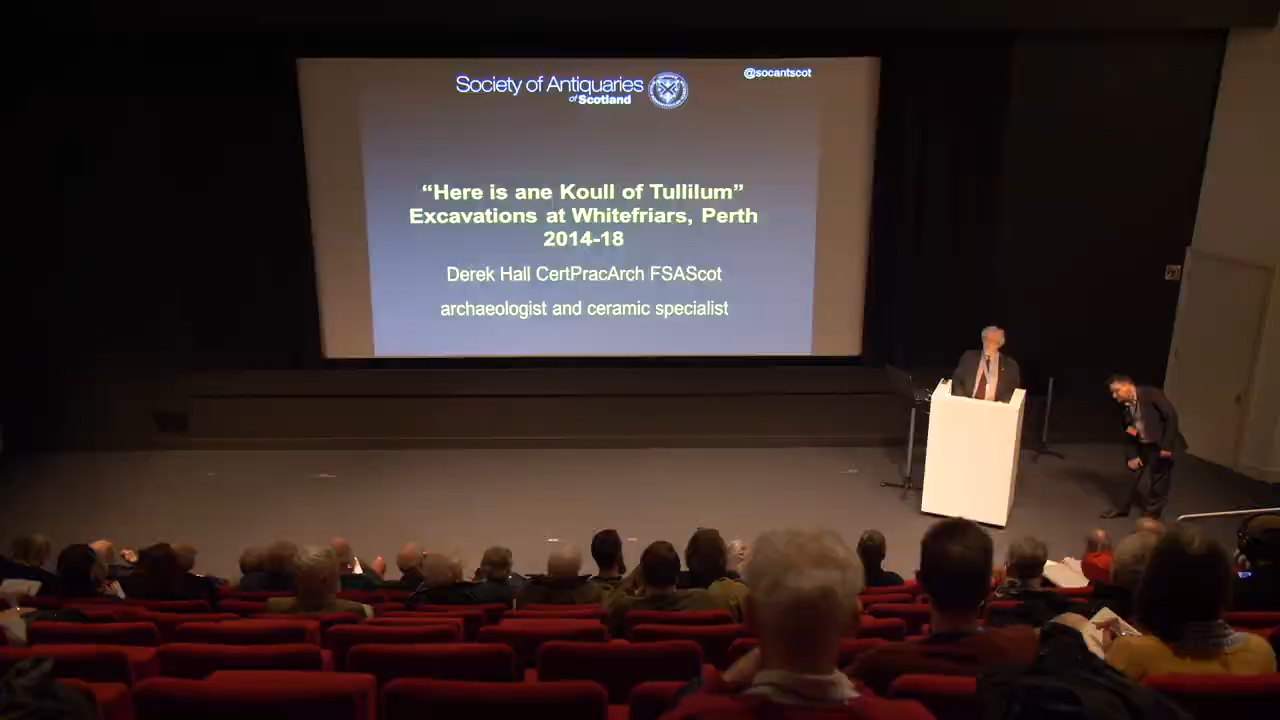 Society of Antiquaries
of Scotland
@socantscot
“Here is ane Koull of Tullilum”
Excavations at Whitefriars, Perth
2014-18
Derek Hall CertPracArch FSAScot
archaeologist and ceramic specialist